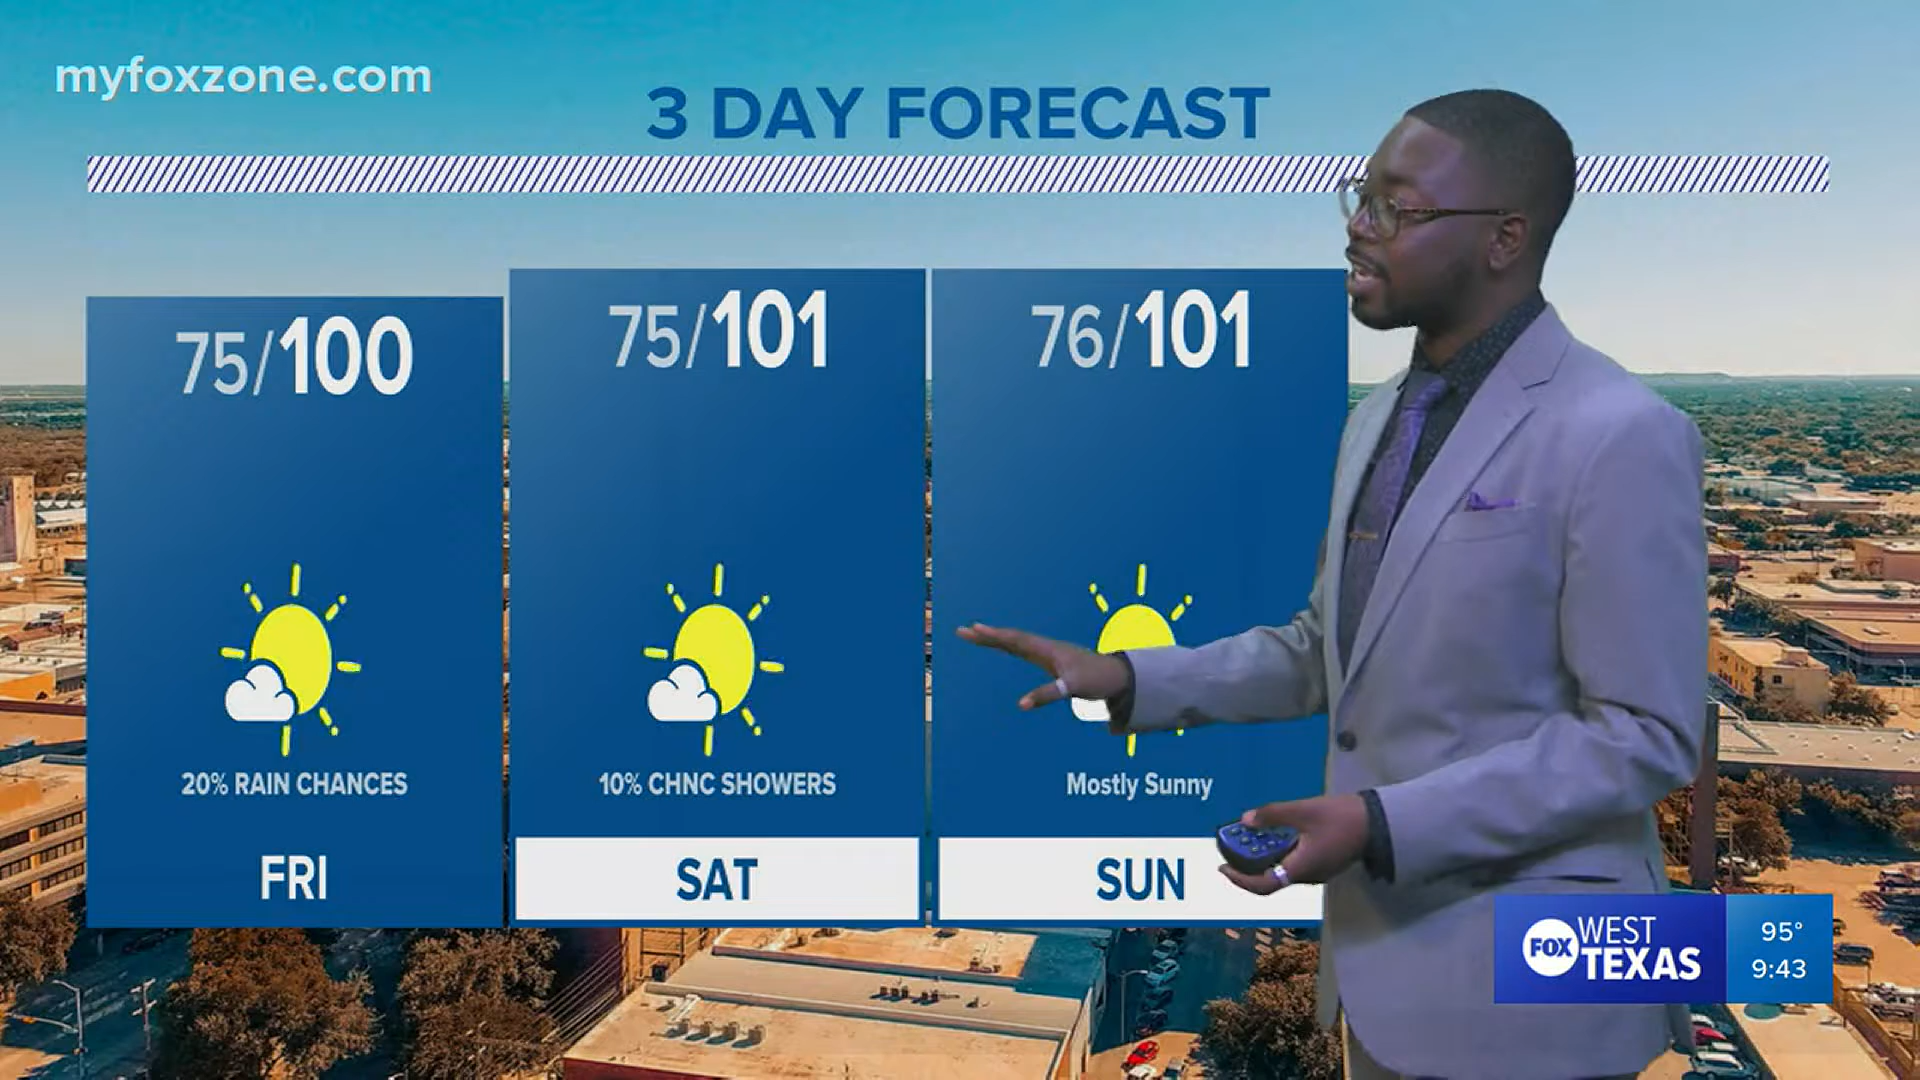 myfoxzone.com
3 DAY FORECAST
75/100
20% RAIN CHANCES
FRI
75/101
10% CHNC SHOWERS
SAT
76/101
Mostly Sunny
SUN
FOX
WEST
TEXAS
95°
9:43